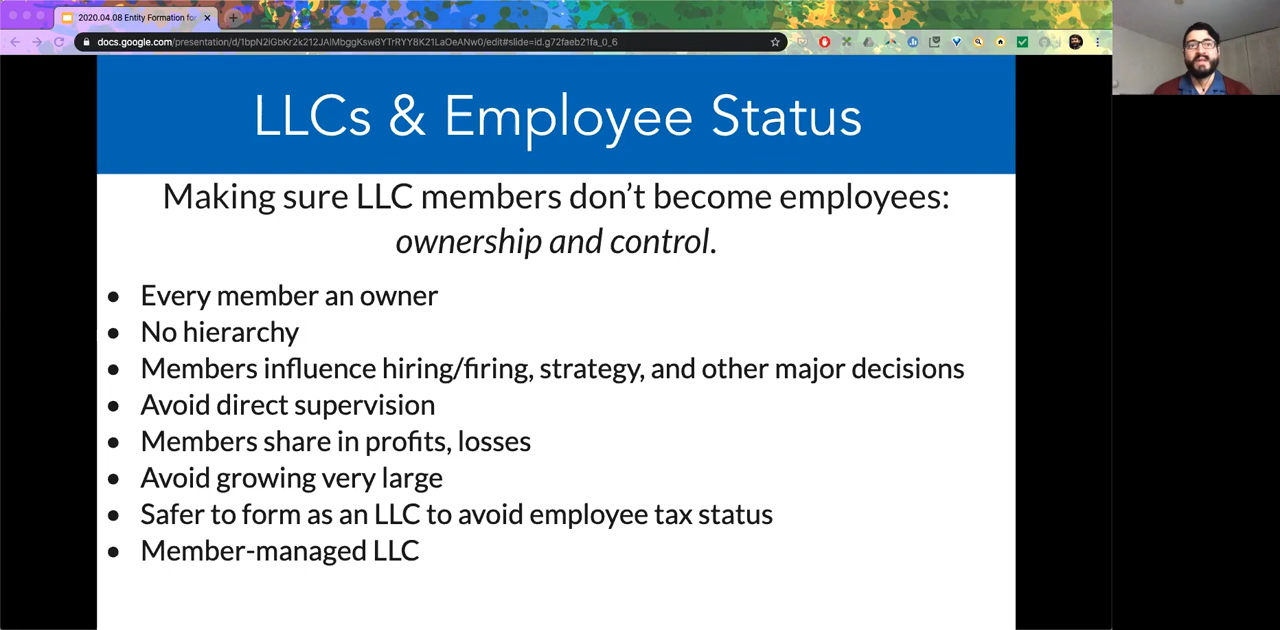 2020.04.08 Entity Formation for
docs.google.com/presentation/d/1bpN2iGbKr2k212JAIMbggKsw8YTrRYY8K21LaOeANw0/edit#slide=id.g72faeb21fa_0_6
LLCs & Employee Status
Making sure LLC members don’t become employees:
ownership and control.
• Every member an owner
• No hierarchy
• Members influence hiring/firing, strategy, and other major decisions
• Avoid direct supervision
• Members share in profits, losses
• Avoid growing very large
• Safer to form as an LLC to avoid employee tax status
• Member-managed LLC